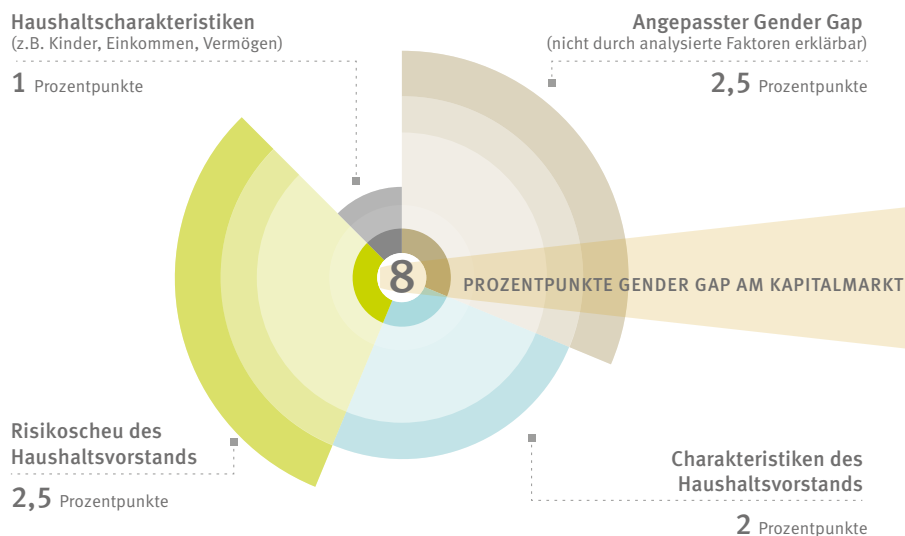 Haushaltscharakteristiken
(z.B. Kinder, Einkommen, Vermögen)
1 Prozentpunkte
Angepasster Gender Gap
(nicht durch analysierte Faktoren erklärbar)
2,5 Prozentpunkte
8 PROZENTPUNKTE GENDER GAP AM KAPITALMARKT
Risikoscheu des
Haushaltsvorstands
2,5 Prozentpunkte
Charakteristiken des
Haushaltsvorstands
2 Prozentpunkte